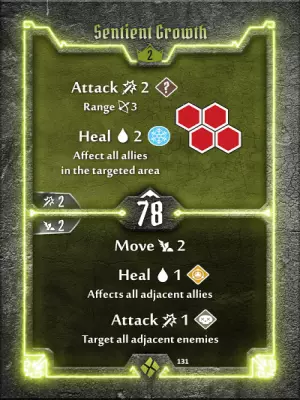 Sentient Growth
2
Attack 2 ?
Range 3
Heal 2
Affect all allies
in the targeted area
2
78
2
Move 2
Heal 1
Affects all adjacent allies
Attack 1
Target all adjacent enemies
131